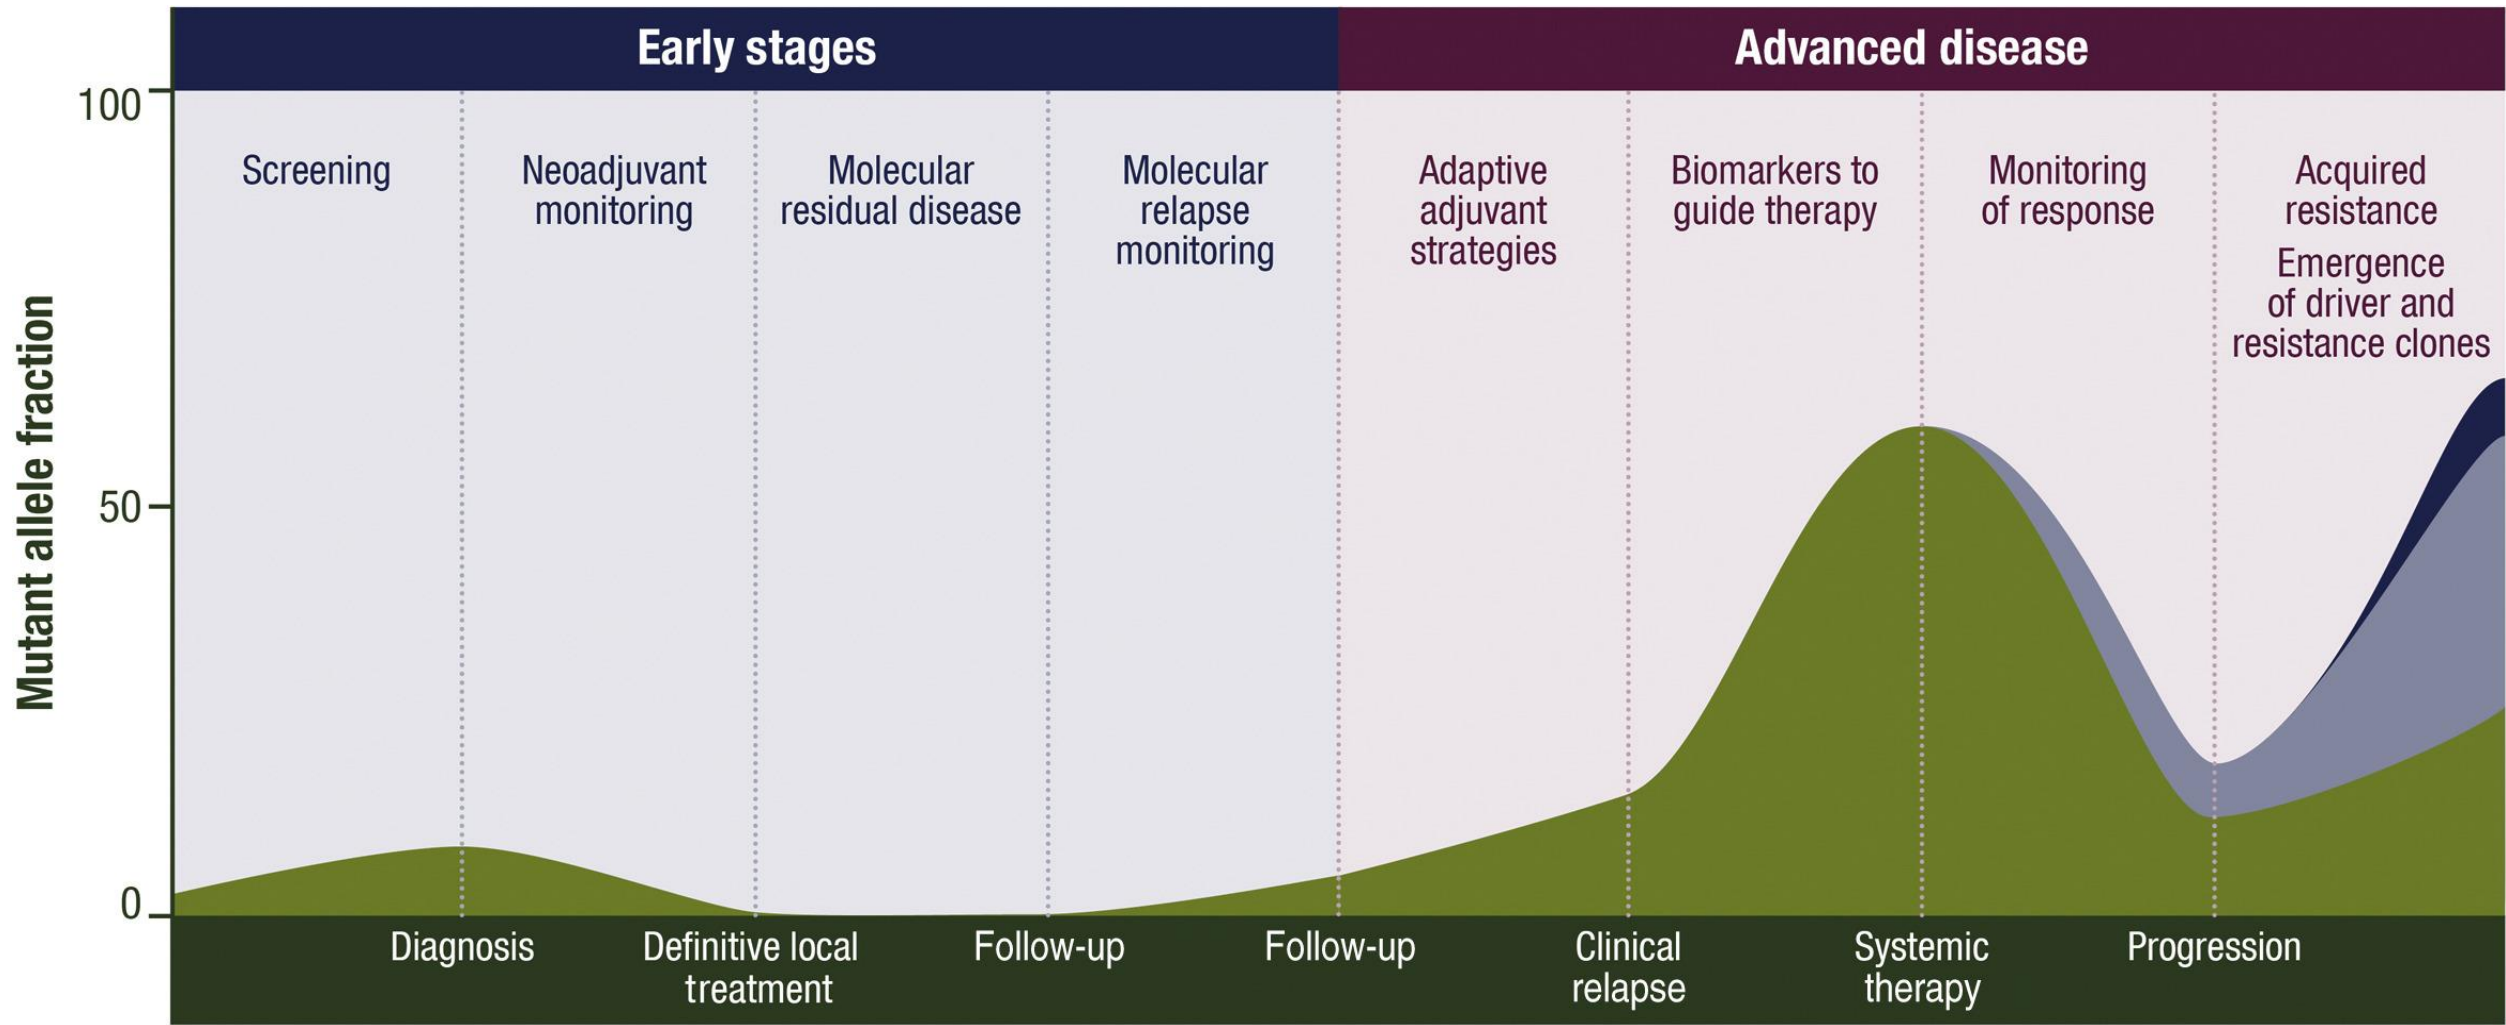 Early stages
Advanced disease
100
50
0
Mutant allele fraction
Screening
Neoadjuvant
monitoring
Molecular
residual disease
Molecular
relapse
monitoring
Adaptive
adjuvant
strategies
Biomarkers to
guide therapy
Monitoring
of response
Acquired
resistance
Emergence
of driver and
resistance clones
Diagnosis
Definitive local
treatment
Follow-up
Follow-up
Clinical
relapse
Systemic
therapy
Progression